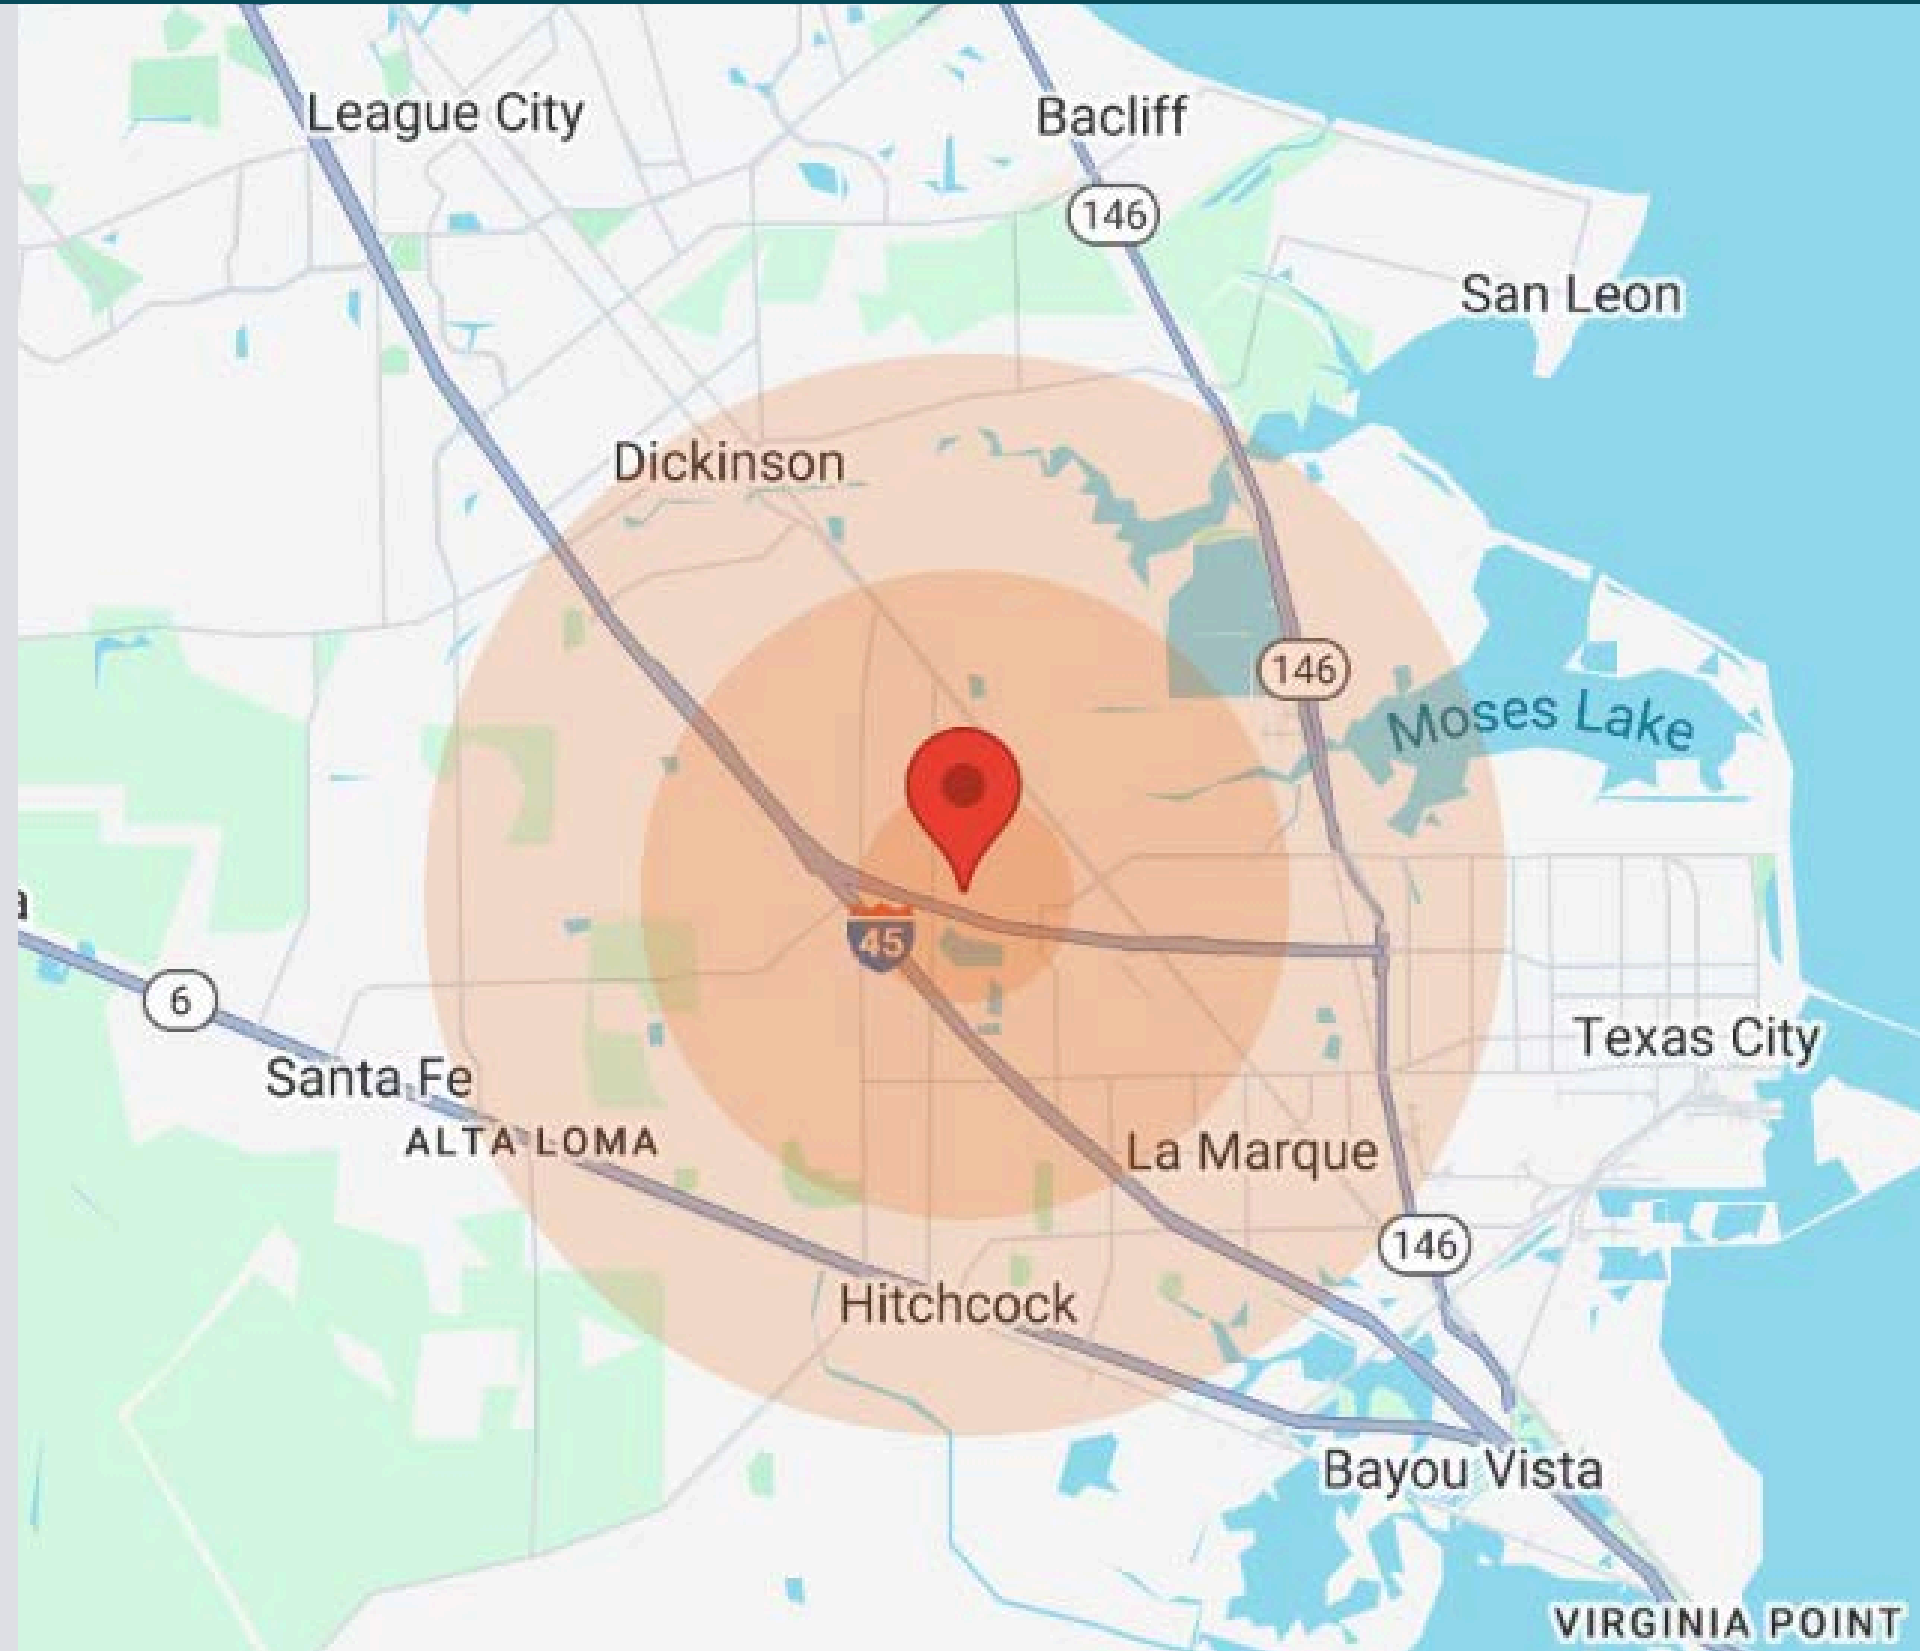 League City
Bacliff
146
San Leon
Dickinson
146
Moses Lake
a
45
6
Texas City
Santa Fe
ALTA LOMA
La Marque
146
Hitchcock
Bayou Vista
VIRGINIA POINT